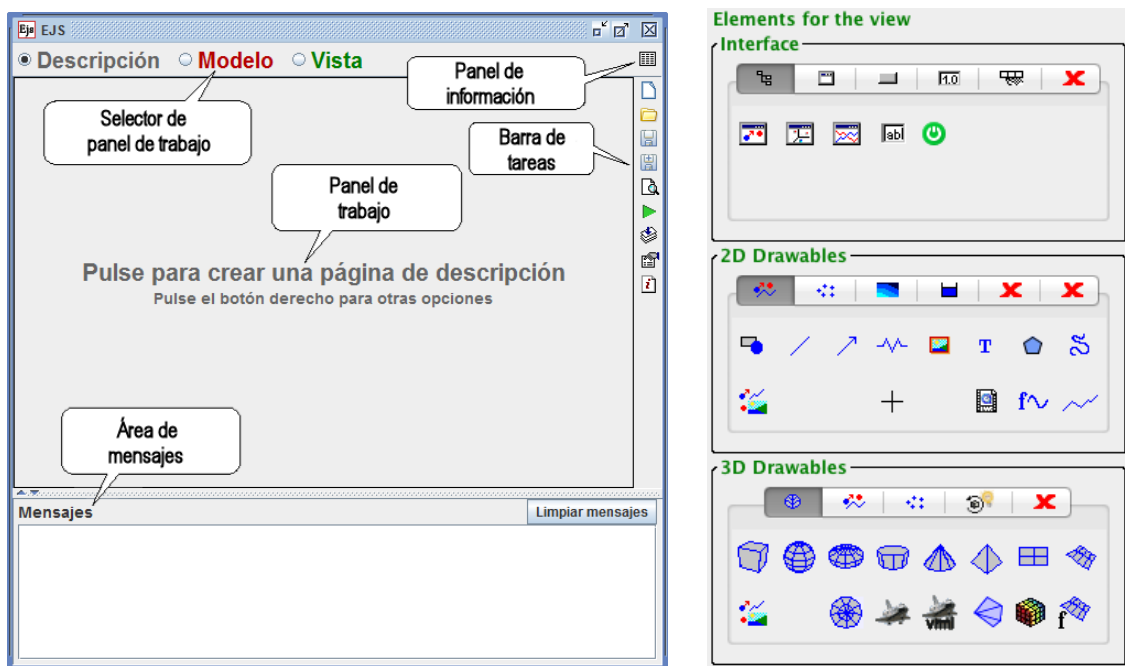 Ejs EJS
Descripción Modelo Vista
Panel de
información
Selector de
panel de trabajo
Barra de
tareas
Panel de
trabajo
Pulse para crear una página de descripción
Pulse el botón derecho para otras opciones
Área de
mensajes
Mensajes
Limpiar mensajes
Elements for the view
Interface
1.0
abl
2D Drawables
T
f
3D Drawables
vrml
f